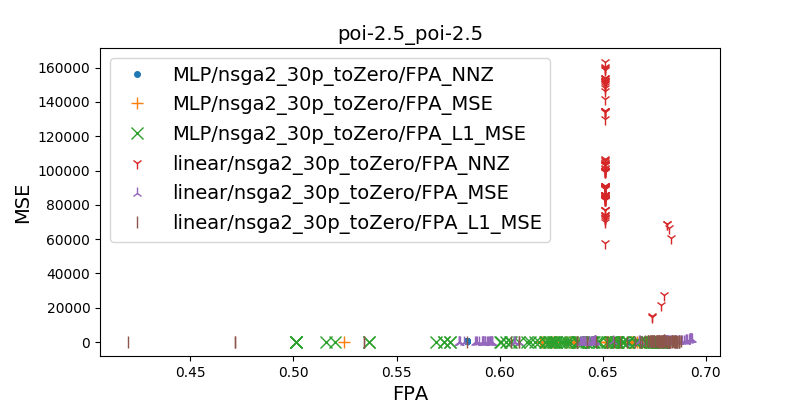 poi-2.5_poi-2.5
160000
140000
120000
100000
80000
60000
40000
20000
0
MSE
MLP/nsga2_30p_toZero/FPA_NNZ
MLP/nsga2_30p_toZero/FPA_MSE
MLP/nsga2_30p_toZero/FPA_L1_MSE
linear/nsga2_30p_toZero/FPA_NNZ
linear/nsga2_30p_toZero/FPA_MSE
linear/nsga2_30p_toZero/FPA_L1_MSE
0.45 0.50 0.55 0.60 0.65 0.70
FPA